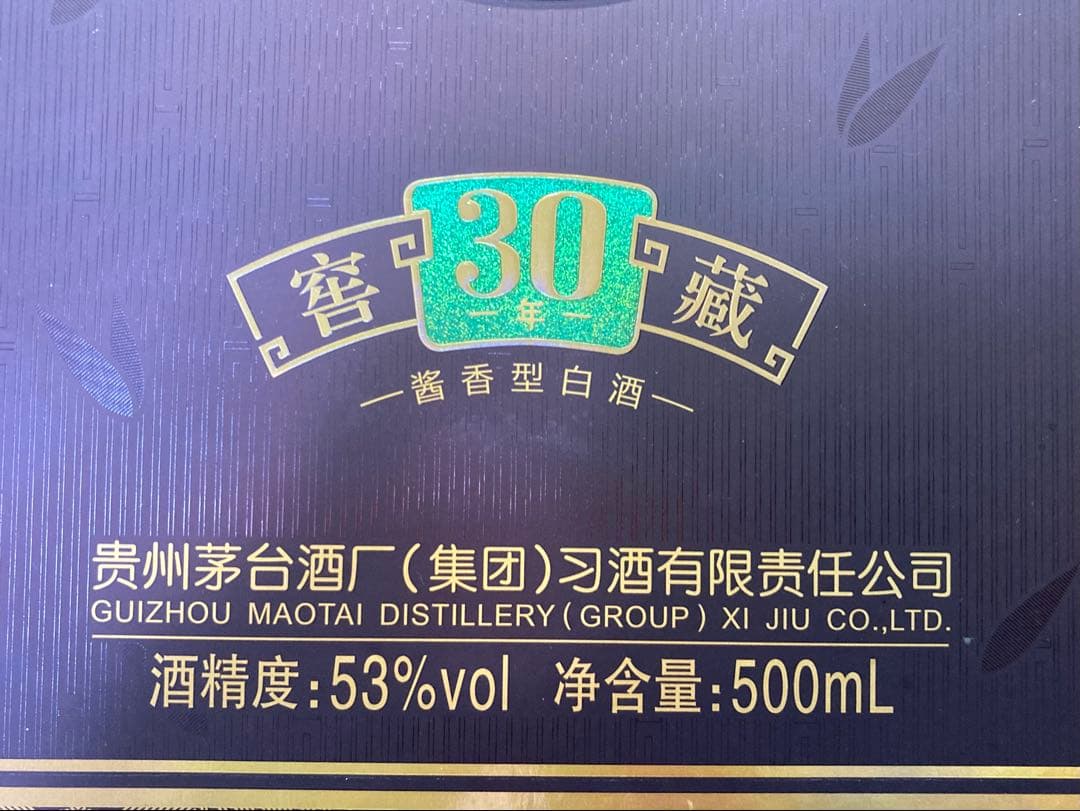 窖 30 藏
年
酱香型白酒
贵州茅台酒厂(集团)习酒有限责任公司
GUIZHOU MAOTAI DISTILLERY(GROUP) XI JIU CO.,LTD.
酒精度:53%vol 净含量:500mL